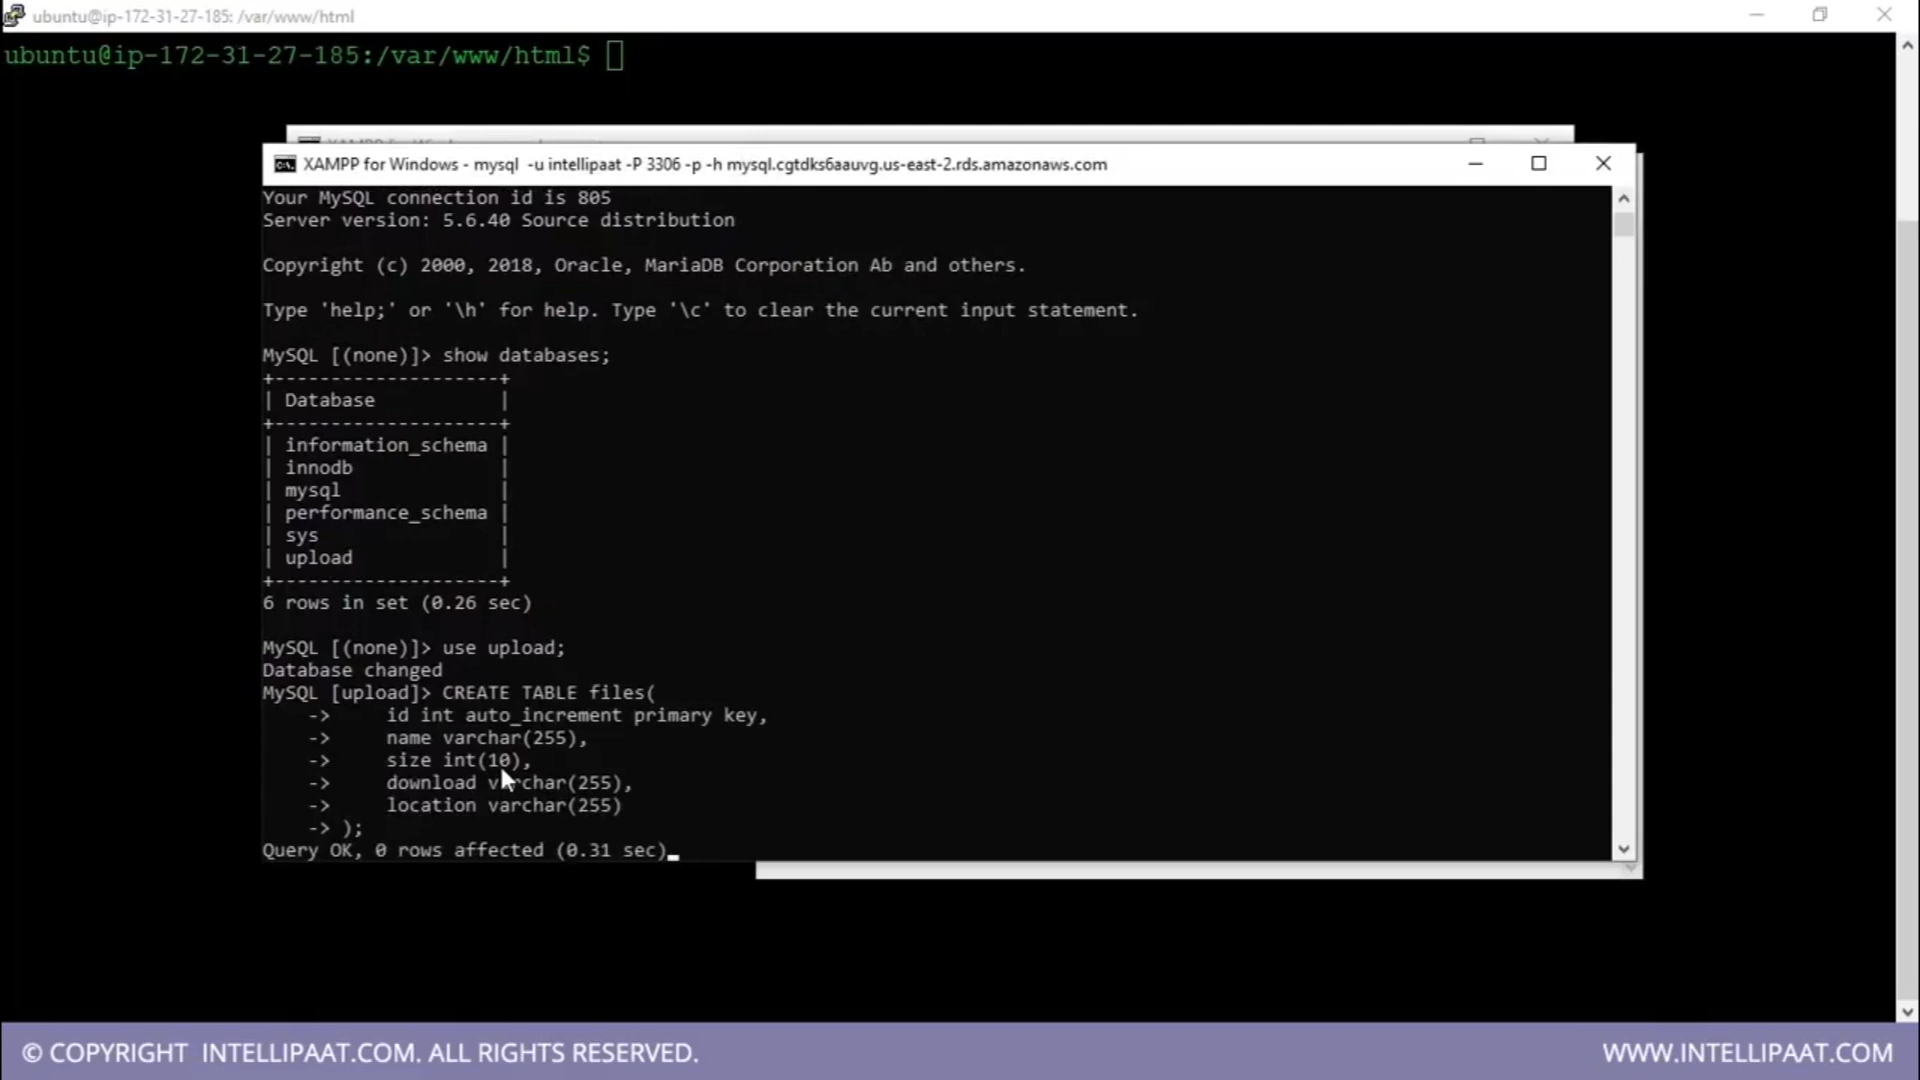 ubuntu@ip-172-31-27-185: /var/www/html
ubuntu@ip-172-31-27-185:/var/www/html$
XAMPP for Windows - mysql -u intellipaat -P 3306 -p -h mysql.cgtdks6aauvg.us-east-2.rds.amazonaws.com
Your MySQL connection id is 805
Server version: 5.6.40 Source distribution
Copyright (c) 2000, 2018, Oracle, MariaDB Corporation Ab and others.
Type 'help;' or '\h' for help. Type '\c' to clear the current input statement.
MySQL [(none)]> show databases;
+--------------------+
| Database           |
+--------------------+
| information_schema |
| innodb             |
| mysql              |
| performance_schema |
| sys                |
| upload             |
+--------------------+
6 rows in set (0.26 sec)
MySQL [(none)]> use upload;
Database changed
MySQL [upload]> CREATE TABLE files(
    ->     id int auto_increment primary key,
    ->     name varchar(255),
    ->     size int(10),
    ->     download varchar(255),
    ->     location varchar(255)
    -> );
Query OK, 0 rows affected (0.31 sec)
© COPYRIGHT INTELLIPAAT.COM. ALL RIGHTS RESERVED.
WWW.INTELLIPAAT.COM